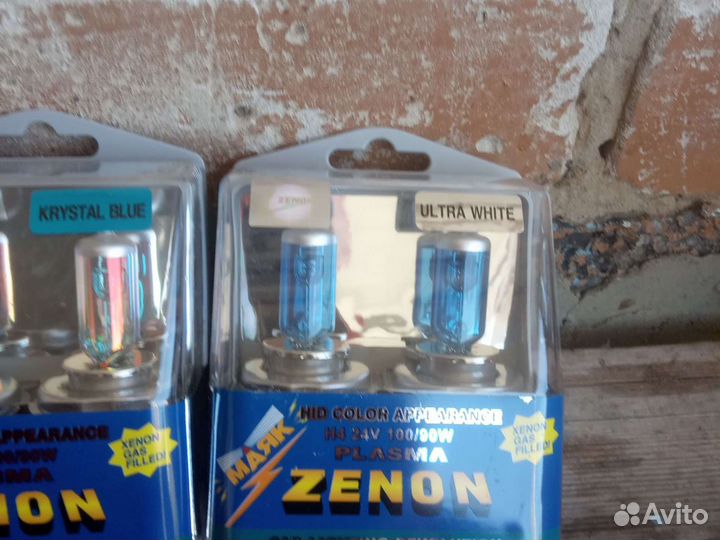 KRYSTAL BLUE
APPEARANCE
XENON
GAS
FILLED!
ZENON
ULTRA WHITE
HID COLOR APPEARANCE
H4 24V 100/90W
PLASMA
XENON
GAS
FILLED!
МАЯК
ZENON
Avito